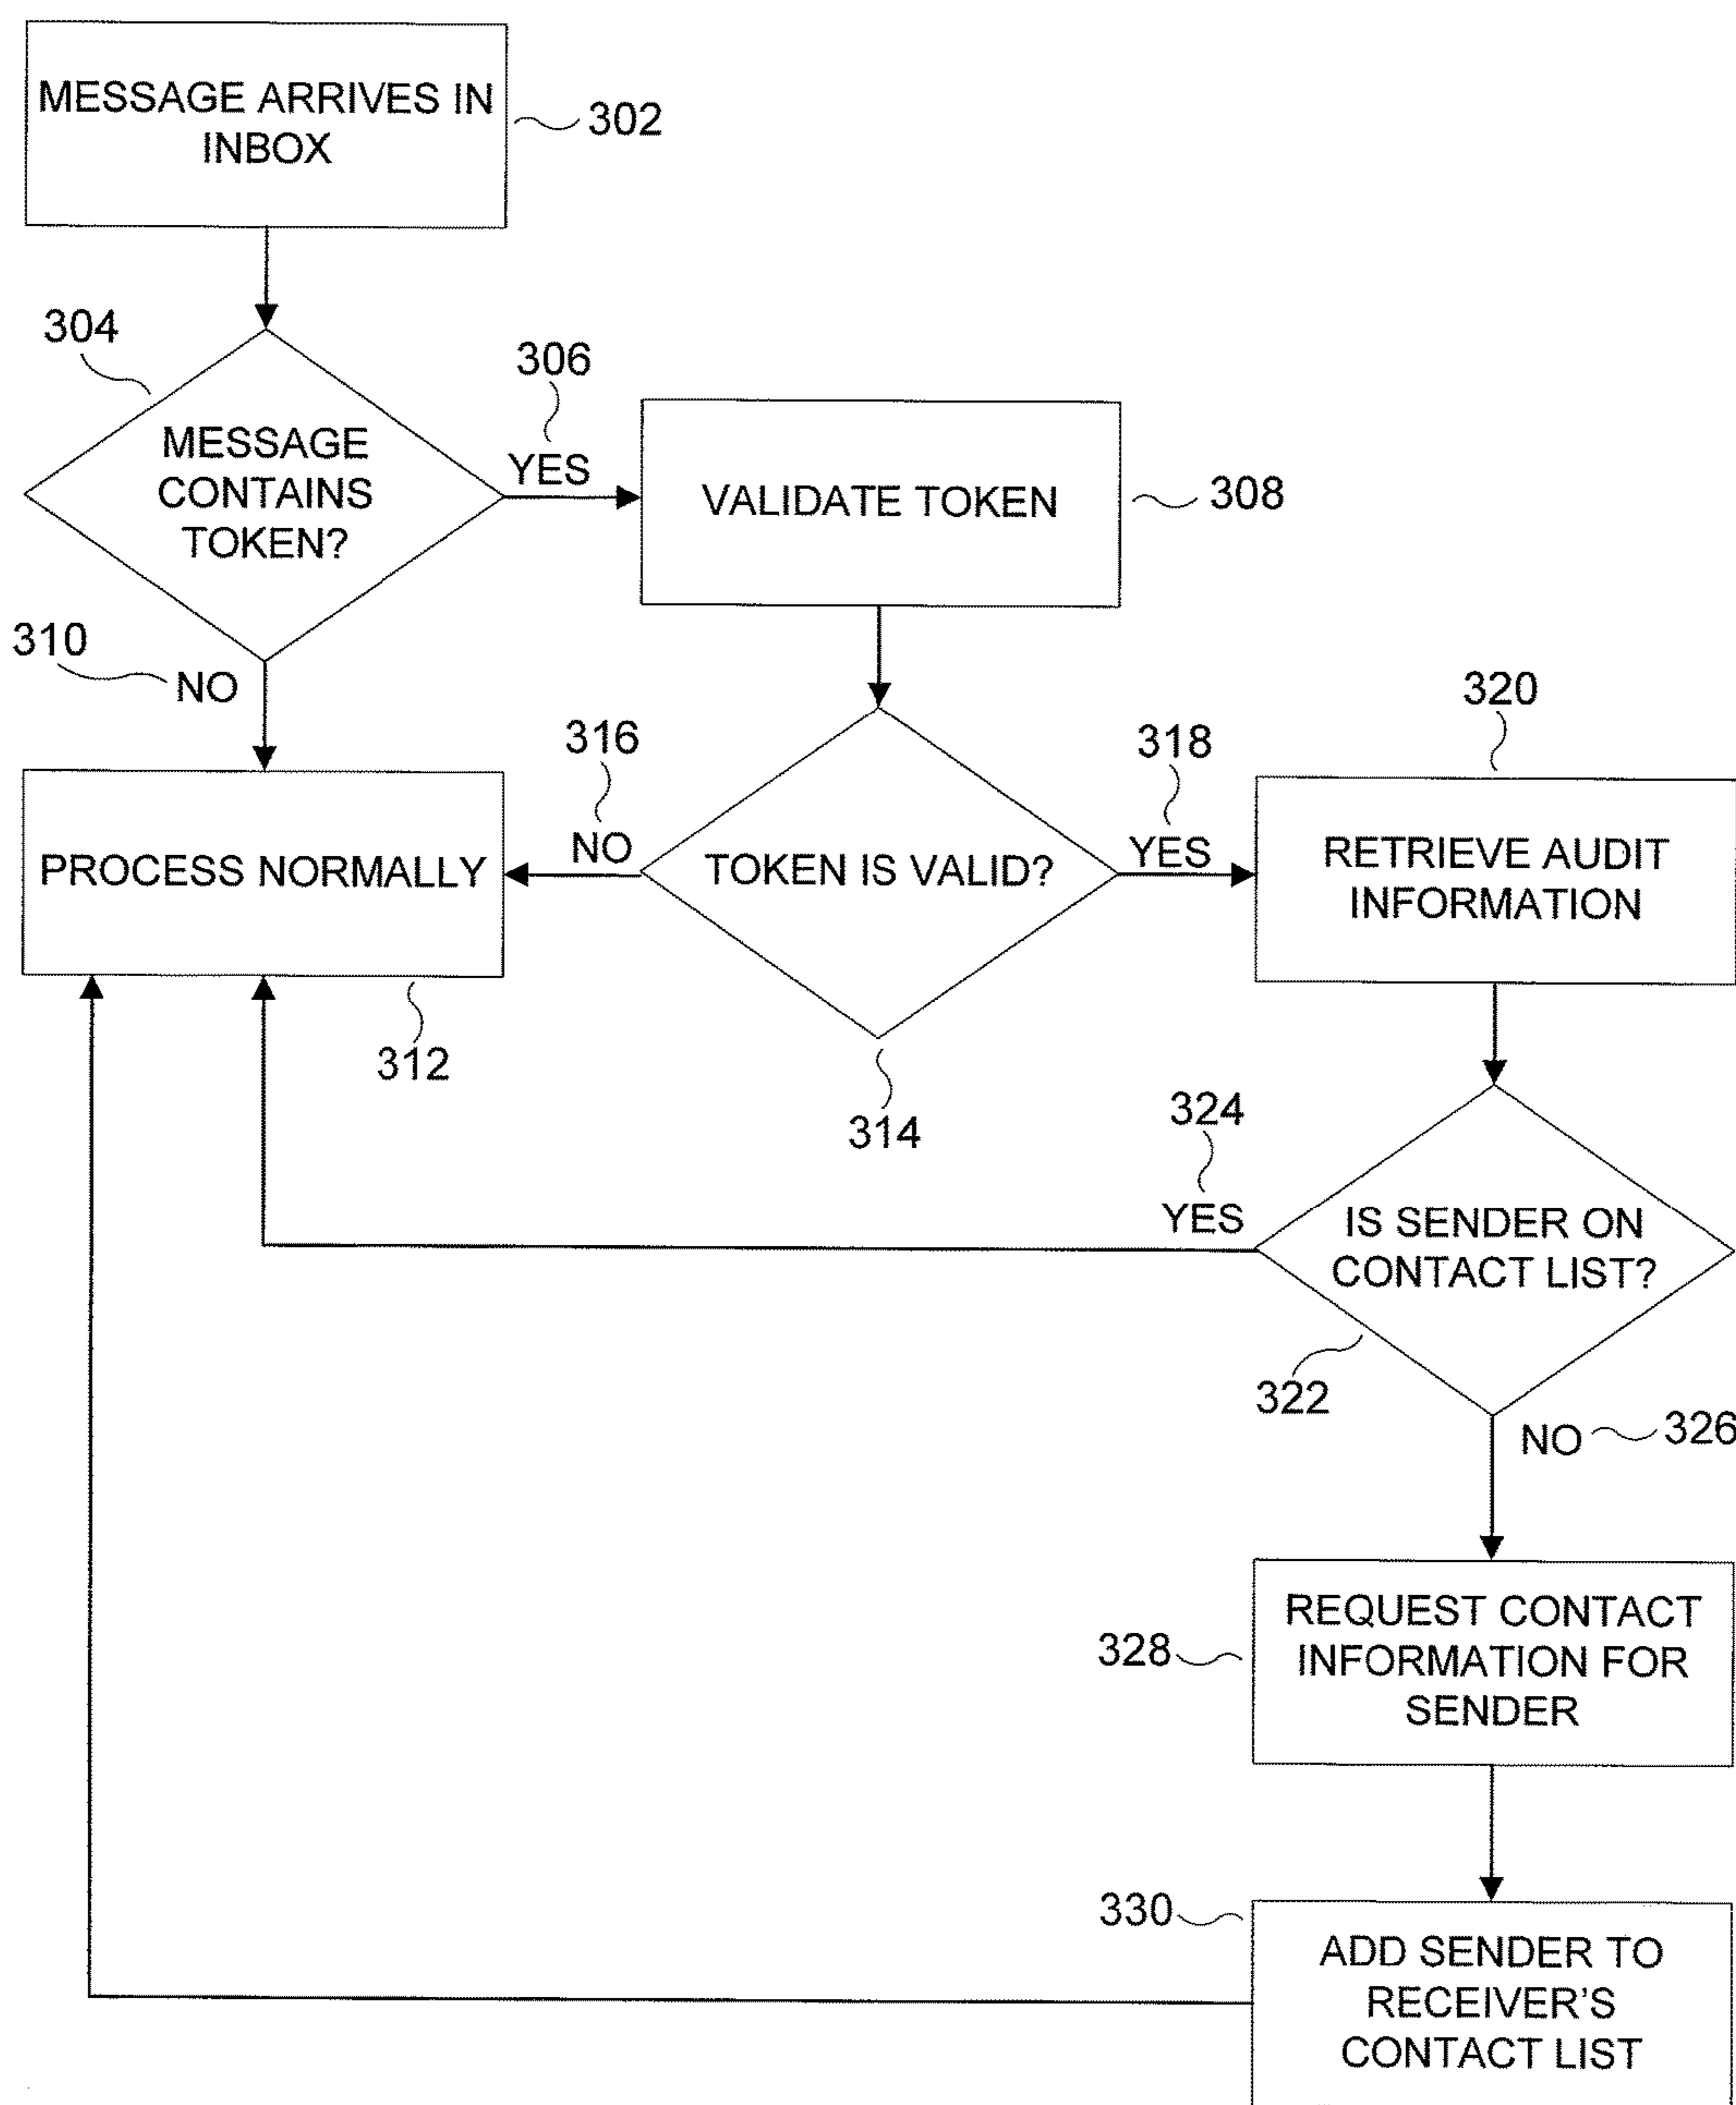 MESSAGE ARRIVES IN
INBOX
302
304
MESSAGE
CONTAINS
TOKEN?
306
YES
VALIDATE TOKEN
308
310
NO
PROCESS NORMALLY
312
316
NO
TOKEN IS VALID?
314
318
YES
320
RETRIEVE AUDIT
INFORMATION
324
YES
IS SENDER ON
CONTACT LIST?
322
NO
326
328
REQUEST CONTACT
INFORMATION FOR
SENDER
330
ADD SENDER TO
RECEIVER'S
CONTACT LIST